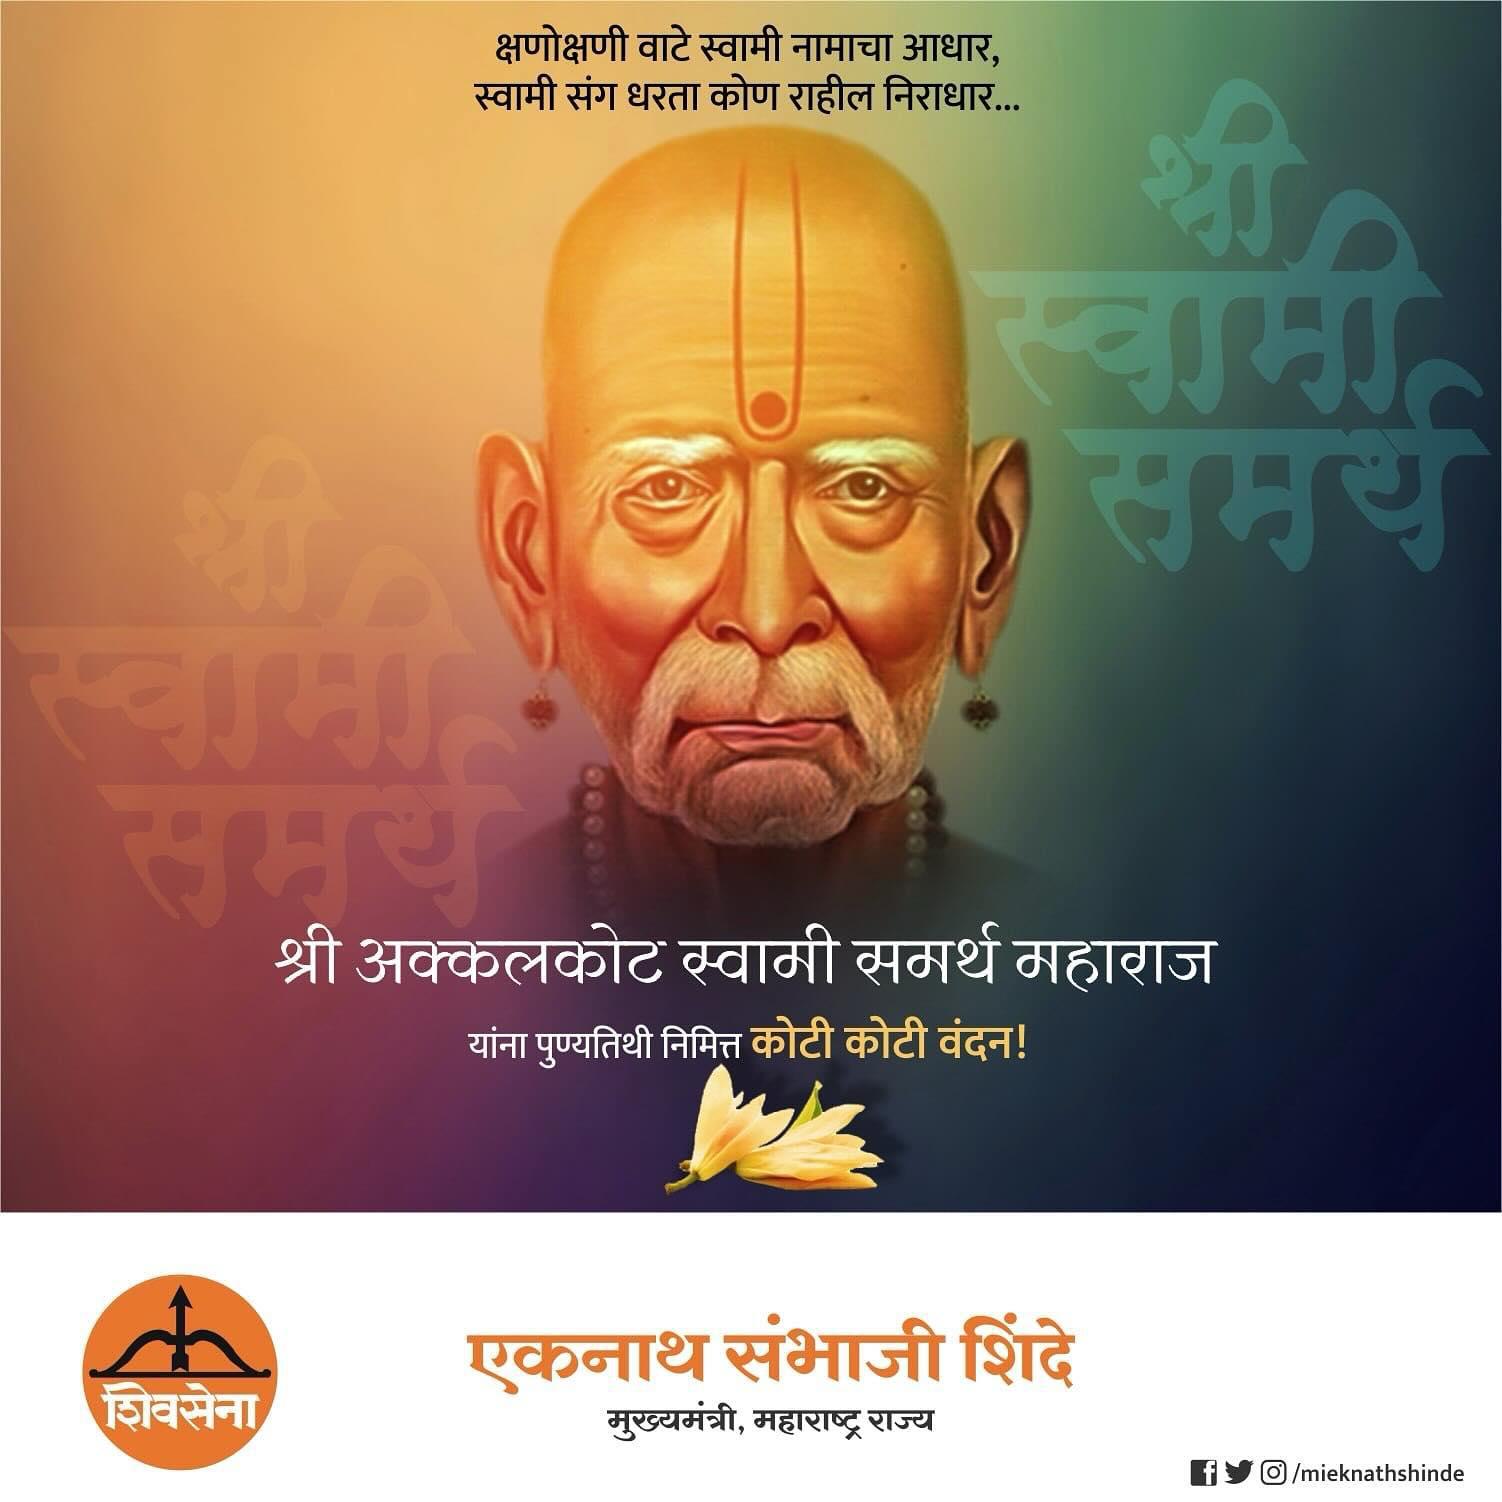 क्षणोक्षणी वाटे स्वामी नामाचा आधार,
स्वामी संग धरता कोण राहील निराधार...
श्री
स्वामी
समर्थ
श्री
स्वामी
समर्थ
श्री अक्कलकोट स्वामी समर्थ महाराज
यांना पुण्यतिथी निमित्त कोटी कोटी वंदन!
शिवसेना
एकनाथ संभाजी शिंदे
मुख्यमंत्री, महाराष्ट्र राज्य
/mieknathshinde